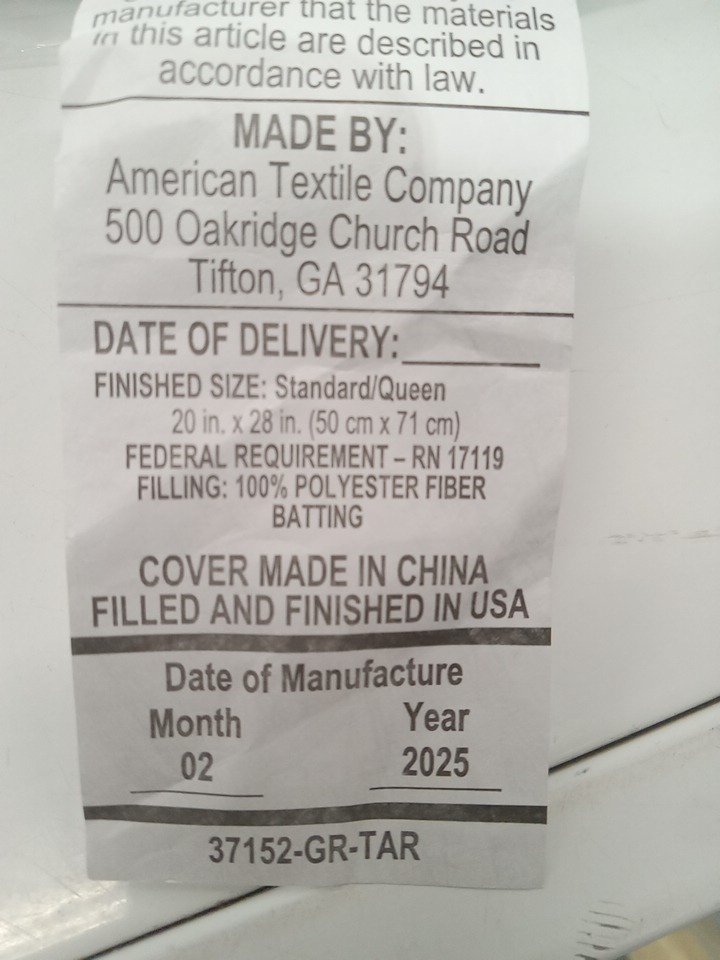 manufacturer that the materials
in this article are described in
accordance with law.
MADE BY:
American Textile Company
500 Oakridge Church Road
Tifton, GA 31794
DATE OF DELIVERY:
FINISHED SIZE: Standard/Queen
20 in. x 28 in. (50 cm x 71 cm)
FEDERAL REQUIREMENT – RN 17119
FILLING: 100% POLYESTER FIBER
BATTING
COVER MADE IN CHINA
FILLED AND FINISHED IN USA
Date of Manufacture
Month Year
02 2025
37152-GR-TAR